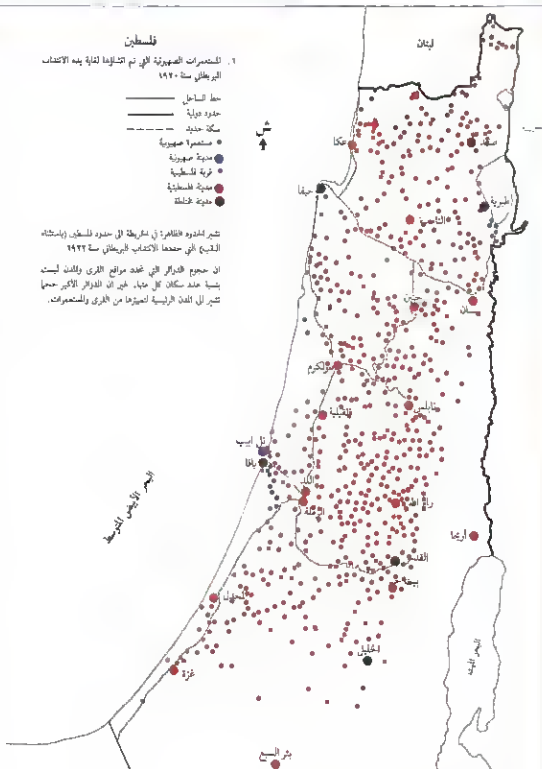 فلسطين
٢. المستعمرات الصهيونية التي تم انشاؤها لغاية بدء الانتداب
البريطاني سنة ١٩٢٠
خط الساحل
حدود دولية
سكة حديد
مستعمرة صهيونية
مدينة صهيونية
قرية فلسطينية
مدينة فلسطينية
مدينة مختلطة
ش
تشير الحدود الظاهرة في الخريطة الى حدود فلسطين (باستثناء
النقب) التي حددها الانتداب البريطاني سنة ١٩٢٢
ان حجوم الدوائر التي تحدد مواقع القرى والمدن ليست
بنسبة عدد سكان كل منها. غير ان الدوائر الأكبر حجما
تشير الى المدن الرئيسية لتمييزها من القرى والمستعمرات.
لبنان
عكا
صفد
حيفا
طبرية
الناصرة
جنين
بيسان
طولكرم
نابلس
قلقيلية
تل ابيب
يافا
اللد
الرملة
رام الله
أريحا
القدس
بيت لحم
المجدل
الخليل
غزة
بئر السبع
البحر الأبيض المتوسط
البحر الميت